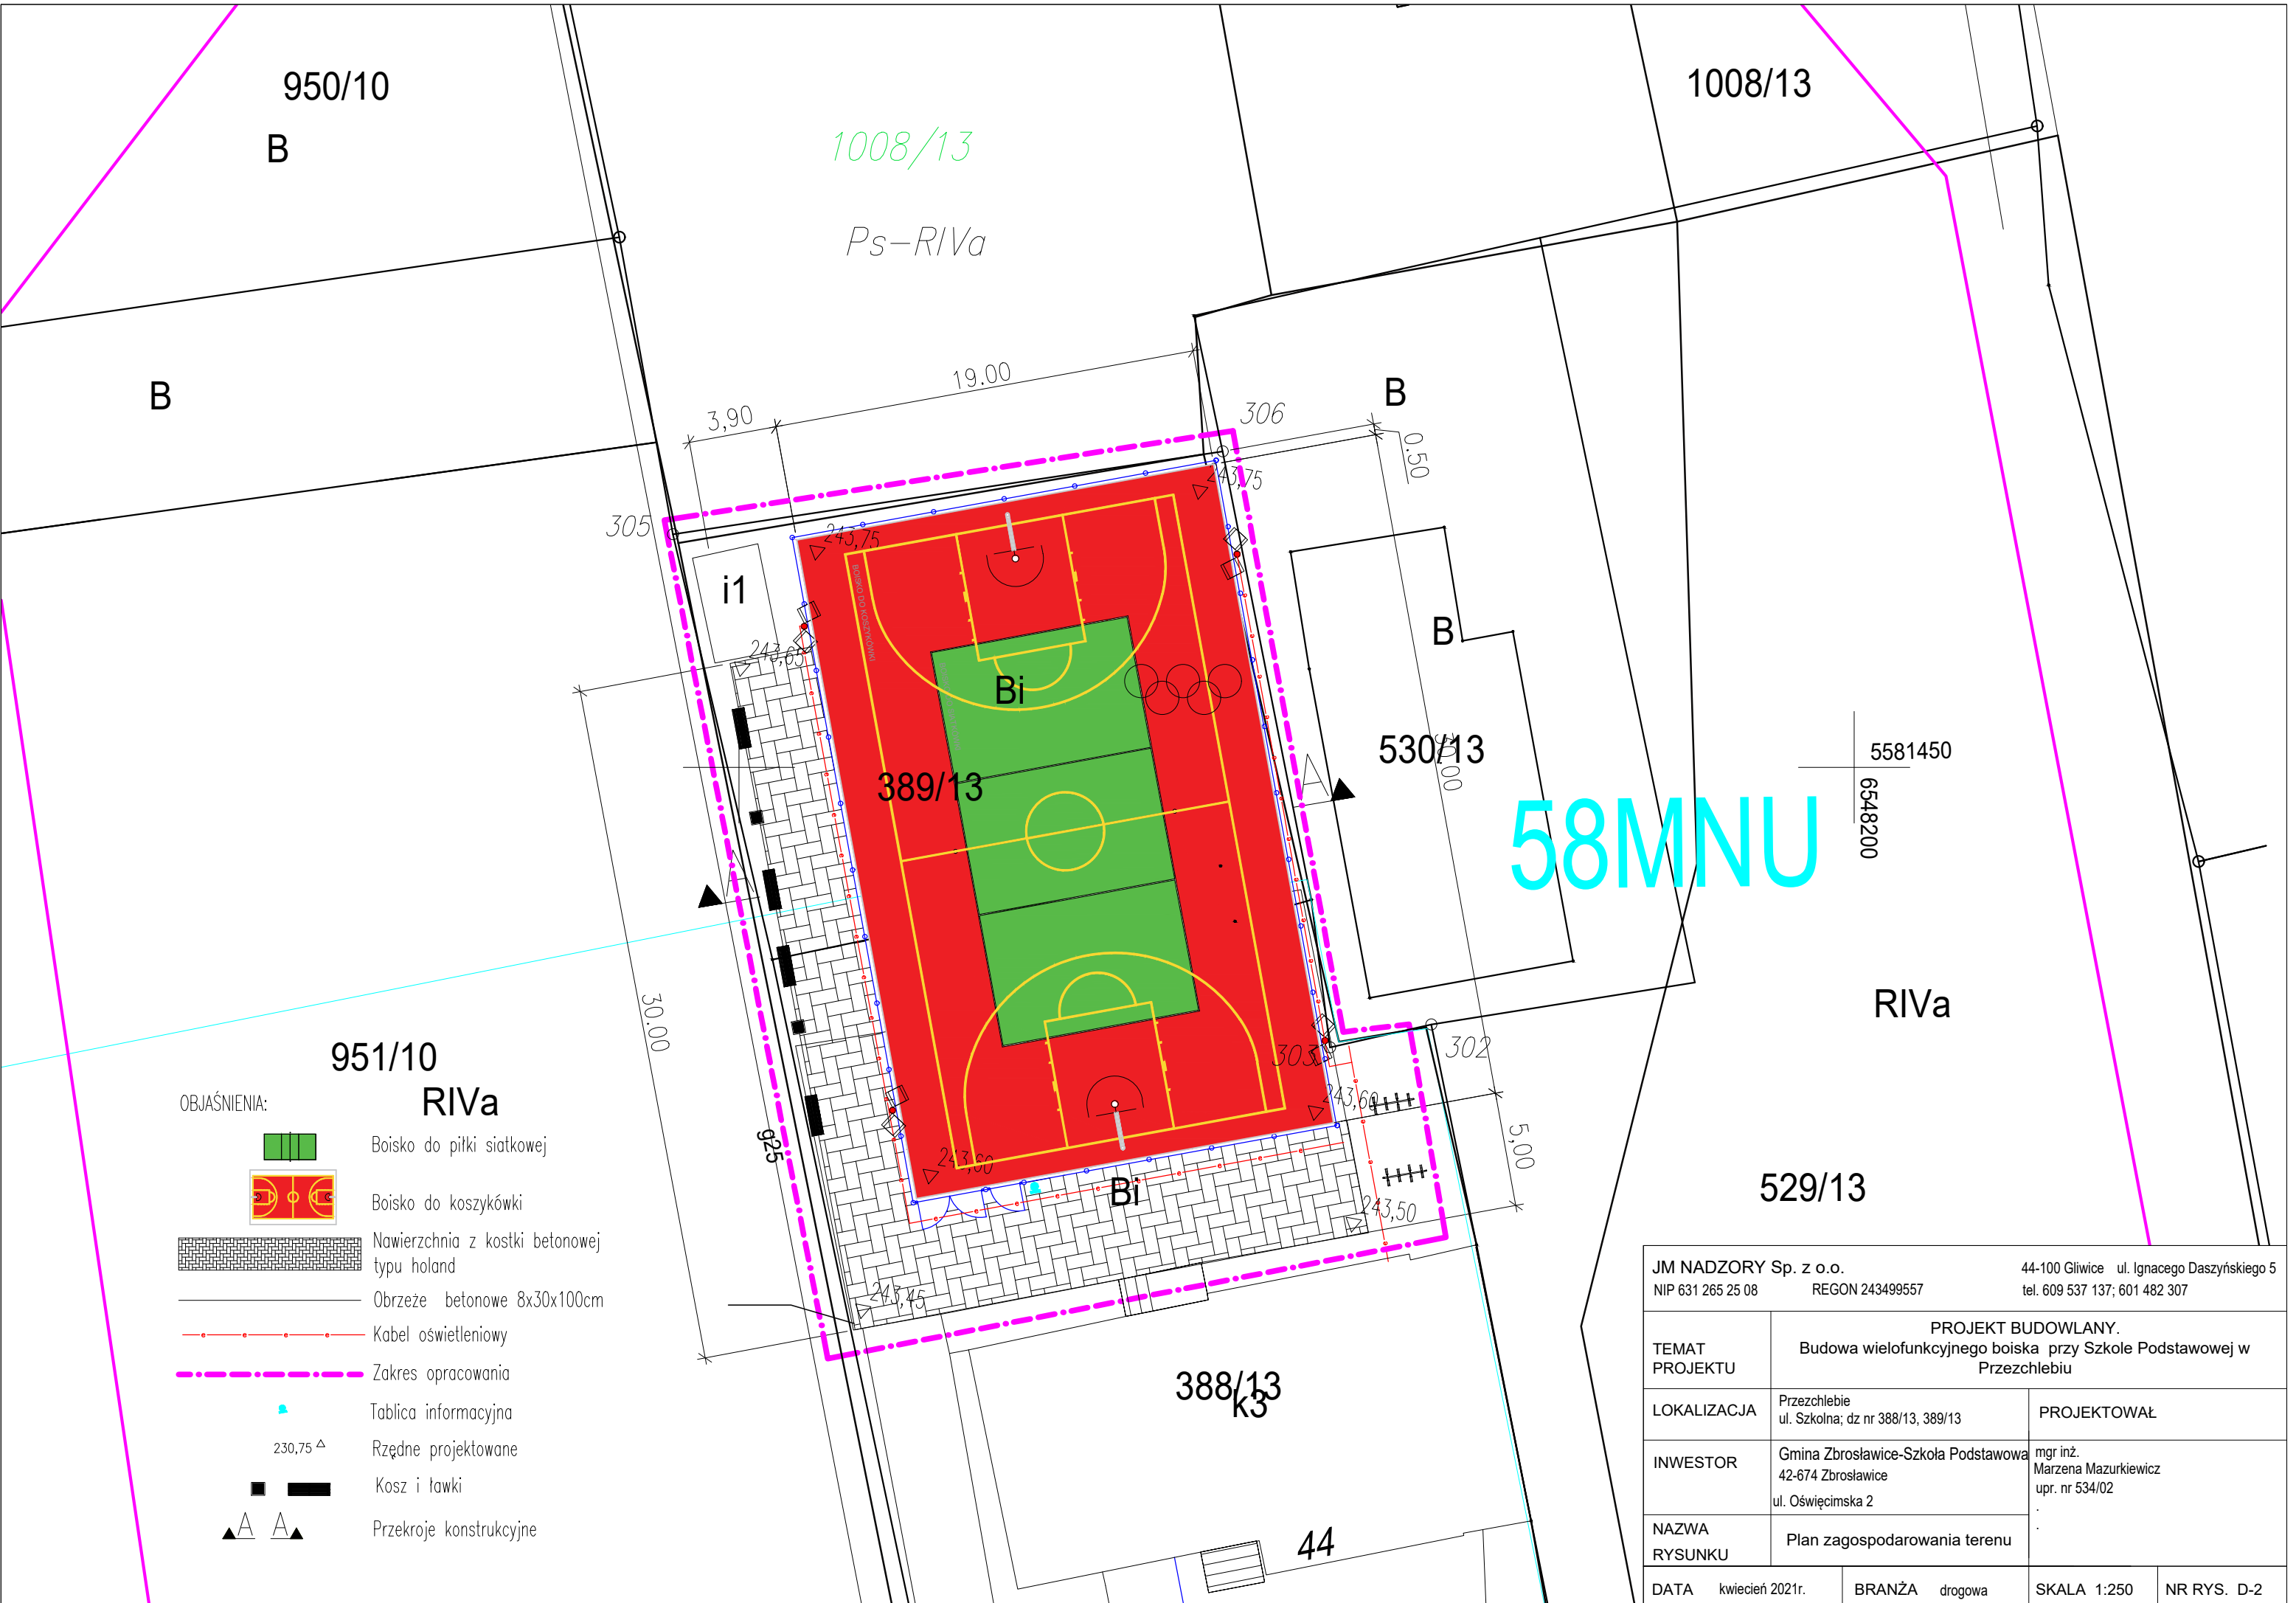 950/10
B
1008/13
Ps-RIVa
1008/13
B
19.00
3,90
306
B
0.50
305
243,75
243,75
BOISKO DO KOSZYKÓWKI
i1
243,65
B
Bi
530/13
30.00
389/13
A
A
58MNU
5581450
6548200
30.00
RIVa
951/10
RIVa
303
302
243,60
243,60
5,00
g25
Bi
243,50
529/13
243,45
388/13
k3
44
OBJAŚNIENIA:
Boisko do piłki siatkowej
Boisko do koszykówki
Nawierzchnia z kostki betonowej
typu holand
Obrzeże betonowe 8x30x100cm
Kabel oświetleniowy
Zakres opracowania
Tablica informacyjna
230,75 Rzędne projektowane
Kosz i ławki
A A Przekroje konstrukcyjne
JM NADZORY Sp. z o.o. 44-100 Gliwice ul. Ignacego Daszyńskiego 5
NIP 631 265 25 08 REGON 243499557 tel. 609 537 137; 601 482 307
TEMAT
PROJEKTU
PROJEKT BUDOWLANY.
Budowa wielofunkcyjnego boiska przy Szkole Podstawowej w
Przezchlebiu
LOKALIZACJA
Przezchlebie
ul. Szkolna; dz nr 388/13, 389/13
PROJEKTOWAŁ
INWESTOR
Gmina Zbrosławice-Szkoła Podstawowa
42-674 Zbrosławice
ul. Oświęcimska 2
mgr inż.
Marzena Mazurkiewicz
upr. nr 534/02
.
.
NAZWA
RYSUNKU
Plan zagospodarowania terenu
DATA kwiecień 2021r. BRANŻA drogowa SKALA 1:250 NR RYS. D-2